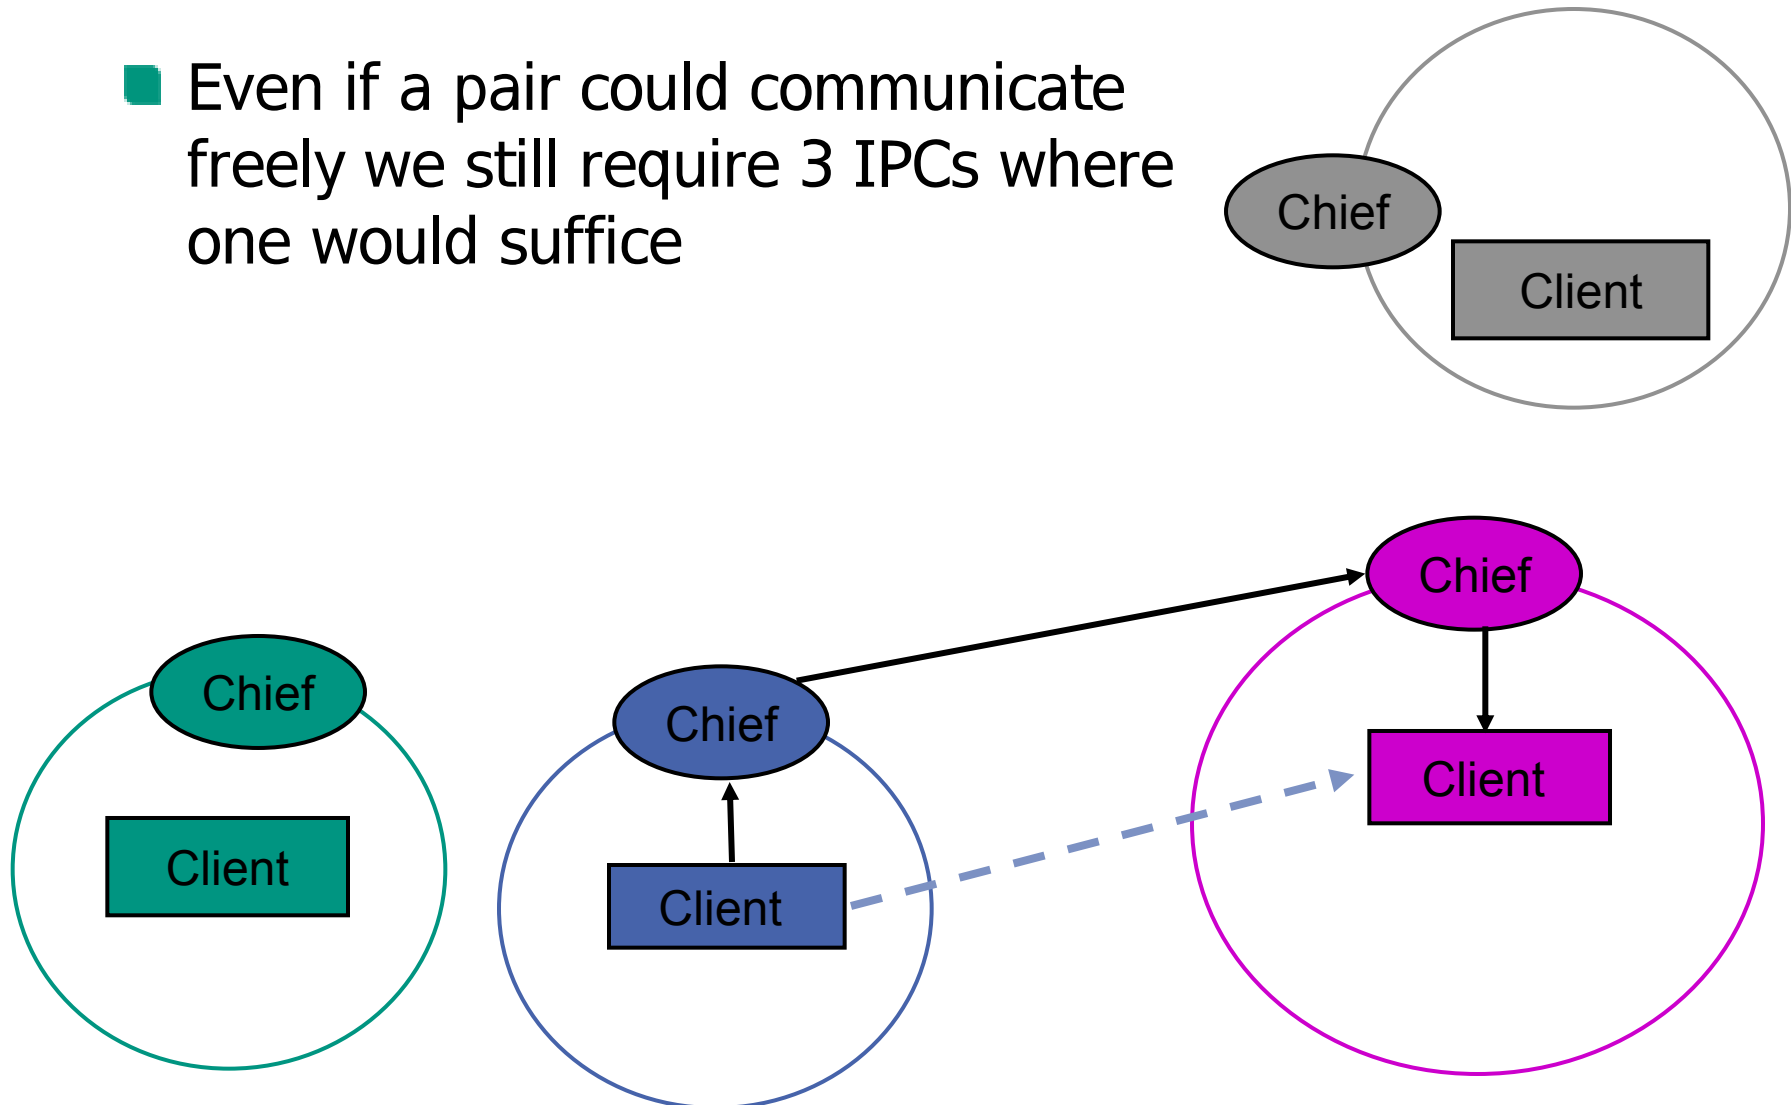 Even if a pair could communicate
freely we still require 3 IPCs where
one would suffice
Chief
Client
Chief
Client
Chief
Client
Chief
Client